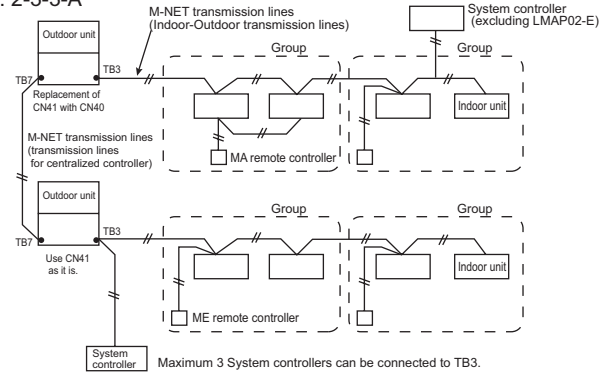 . 2-3-3-A
M-NET transmission lines
(Indoor-Outdoor transmission lines)
System controller
(excluding LMAP02-E)
Outdoor unit
Group
Group
TB7
TB3
Replacement of
CN41 with CN40
Indoor unit
MA remote controller
M-NET transmission lines
(transmission lines
for centralized controller)
Outdoor unit
Group
Group
TB7
TB3
Use CN41
as it is.
Indoor unit
ME remote controller
System
controller
Maximum 3 System controllers can be connected to TB3.